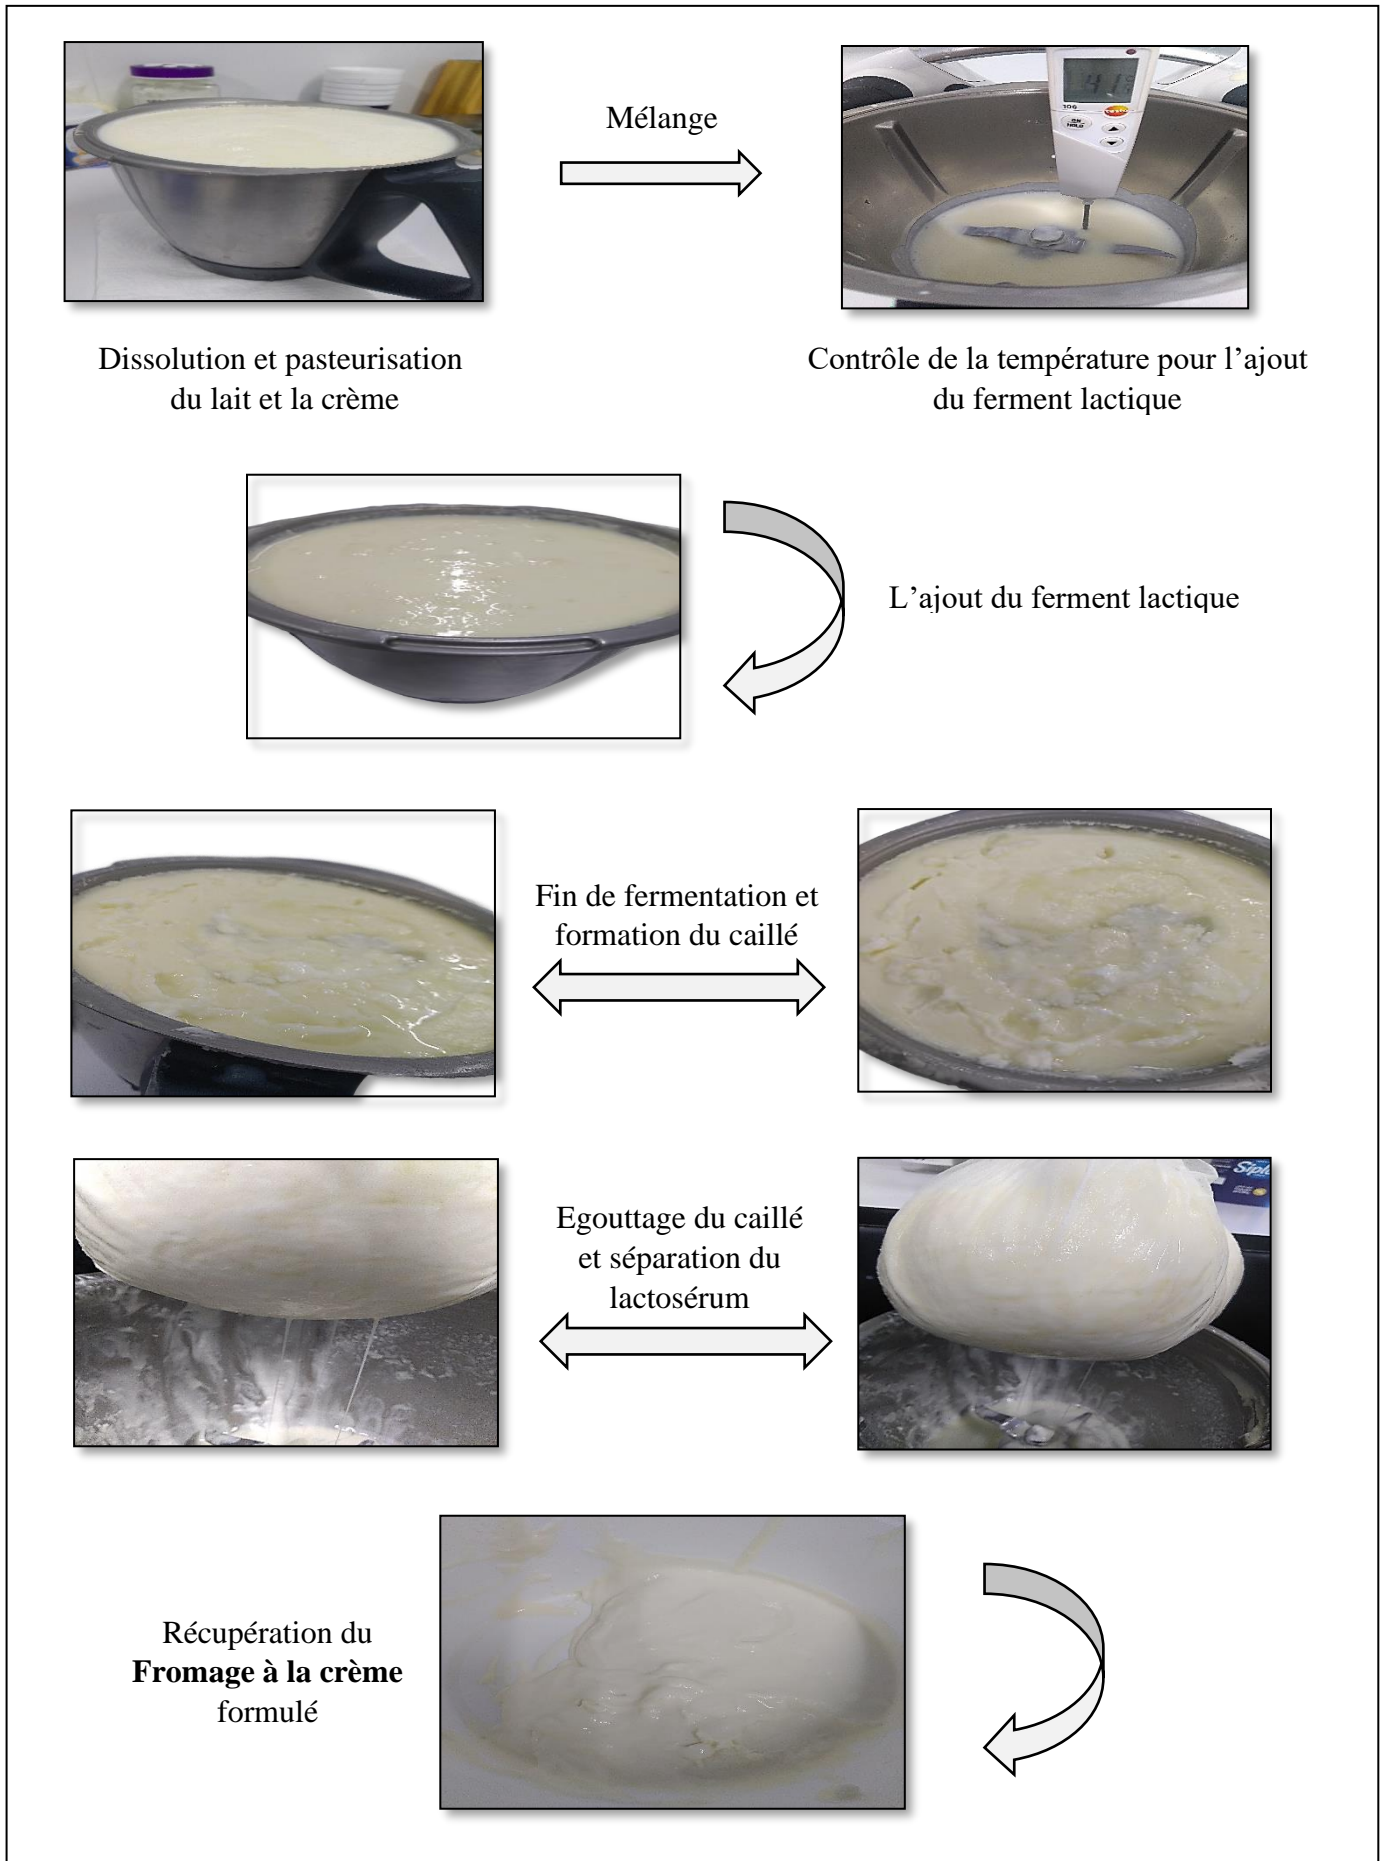 Mélange
Dissolution et pasteurisation
du lait et la crème
Contrôle de la température pour l’ajout
du ferment lactique
L’ajout du ferment lactique
Fin de fermentation et
formation du caillé
Egouttage du caillé
et séparation du
lactosérum
Récupération du
Fromage à la crème
formulé